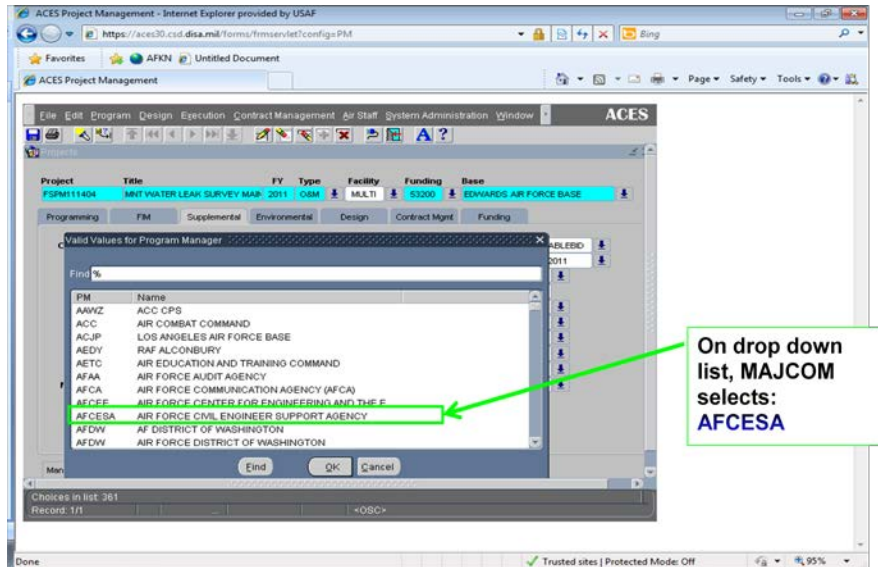 ACES Project Management - Internet Explorer provided by USAF
https://aces30.csd.disa.mil/forms/frmservlet?config=PM
Bing
Favorites AFKN Untitled Document
ACES Project Management
Page Safety Tools
File Edit Program Design Execution Contract Management Air Staff System Administration Window ACES
Projects
Project Title FY Type Facility Funding Base
FSPM111404 MNT WATER LEAK SURVEY MAIN 2011 O&M MULTI 53200 EDWARDS AIR FORCE BASE
Programming FIM Supplemental Environmental Design Contract Mgmt Funding
Valid Values for Program Manager
ABLEBID
2011
Find %
PM Name
AAWZ ACC CPS
ACC AIR COMBAT COMMAND
ACJP LOS ANGELES AIR FORCE BASE
AEDY RAF ALCONBURY
AETC AIR EDUCATION AND TRAINING COMMAND
AFAA AIR FORCE AUDIT AGENCY
AFCA AIR FORCE COMMUNICATION AGENCY (AFCA)
AFCEE AIR FORCE CENTER FOR ENGINEERING AND THE E
AFCESA AIR FORCE CIVIL ENGINEER SUPPORT AGENCY
AFDW AF DISTRICT OF WASHINGTON
AFDW AIR FORCE DISTRICT OF WASHINGTON
Find OK Cancel
Man
Choices in list: 361
Record: 1/1 ... <OSC>
On drop down
list, MAJCOM
selects:
AFCESA
Done Trusted sites | Protected Mode: Off 95%